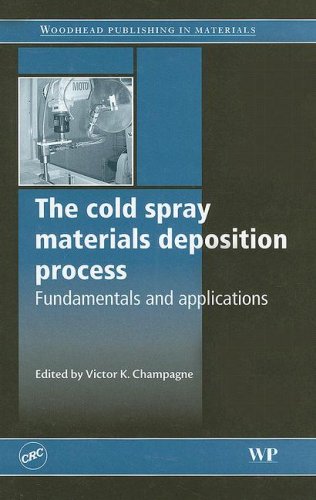 WOODHEAD PUBLISHING IN MATERIALS
MOTO
The cold spray
materials deposition
process
Fundamentals and applications
Edited by Victor K. Champagne
CRC
WP